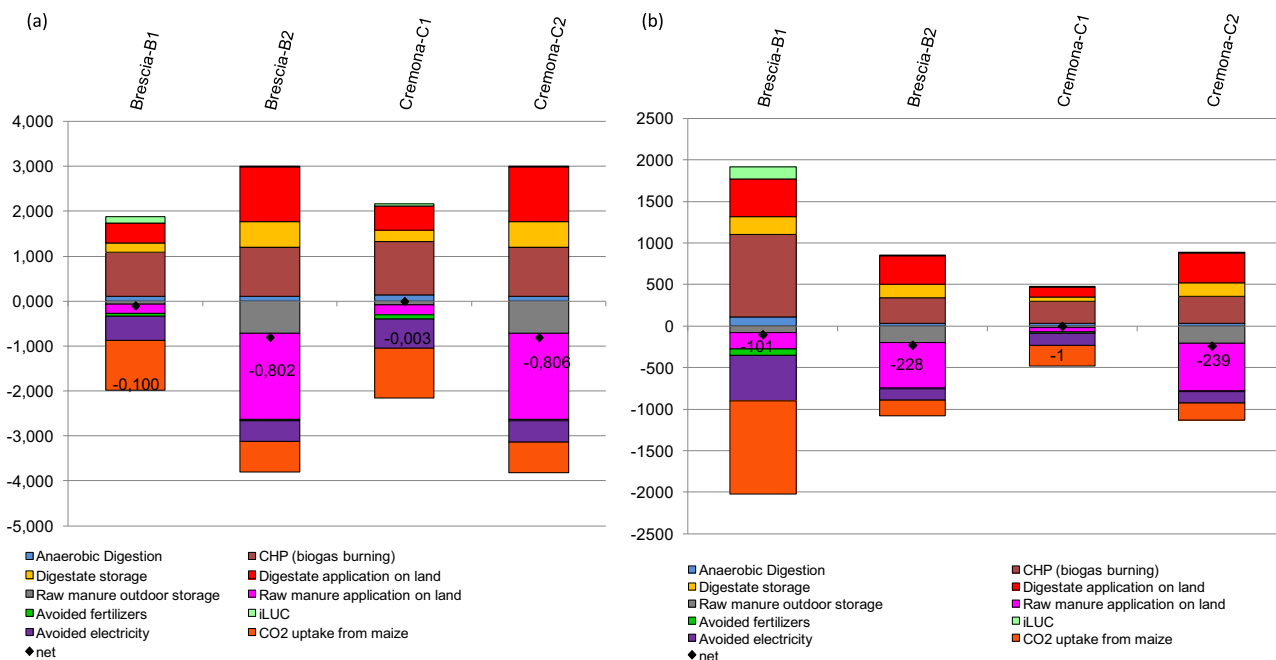 (a)
Brescia-B1
Brescia-B2
Cremona-C1
Cremona-C2
4,000
3,000
2,000
1,000
0,000
-1,000
-2,000
-3,000
-4,000
-5,000
-0,100
-0,802
-0,003
-0,806
Anaerobic Digestion
CHP (biogas burning)
Digestate storage
Digestate application on land
Raw manure outdoor storage
Raw manure application on land
Avoided fertilizers
iLUC
Avoided electricity
CO2 uptake from maize
net
(b)
Brescia-B1
Brescia-B2
Cremona-C1
Cremona-C2
2500
2000
1500
1000
500
0
-500
-1000
-1500
-2000
-2500
-101
-228
-1
-239
Anaerobic Digestion
CHP (biogas burning)
Digestate storage
Digestate application on land
Raw manure outdoor storage
Raw manure application on land
Avoided fertilizers
iLUC
Avoided electricity
CO2 uptake from maize
net